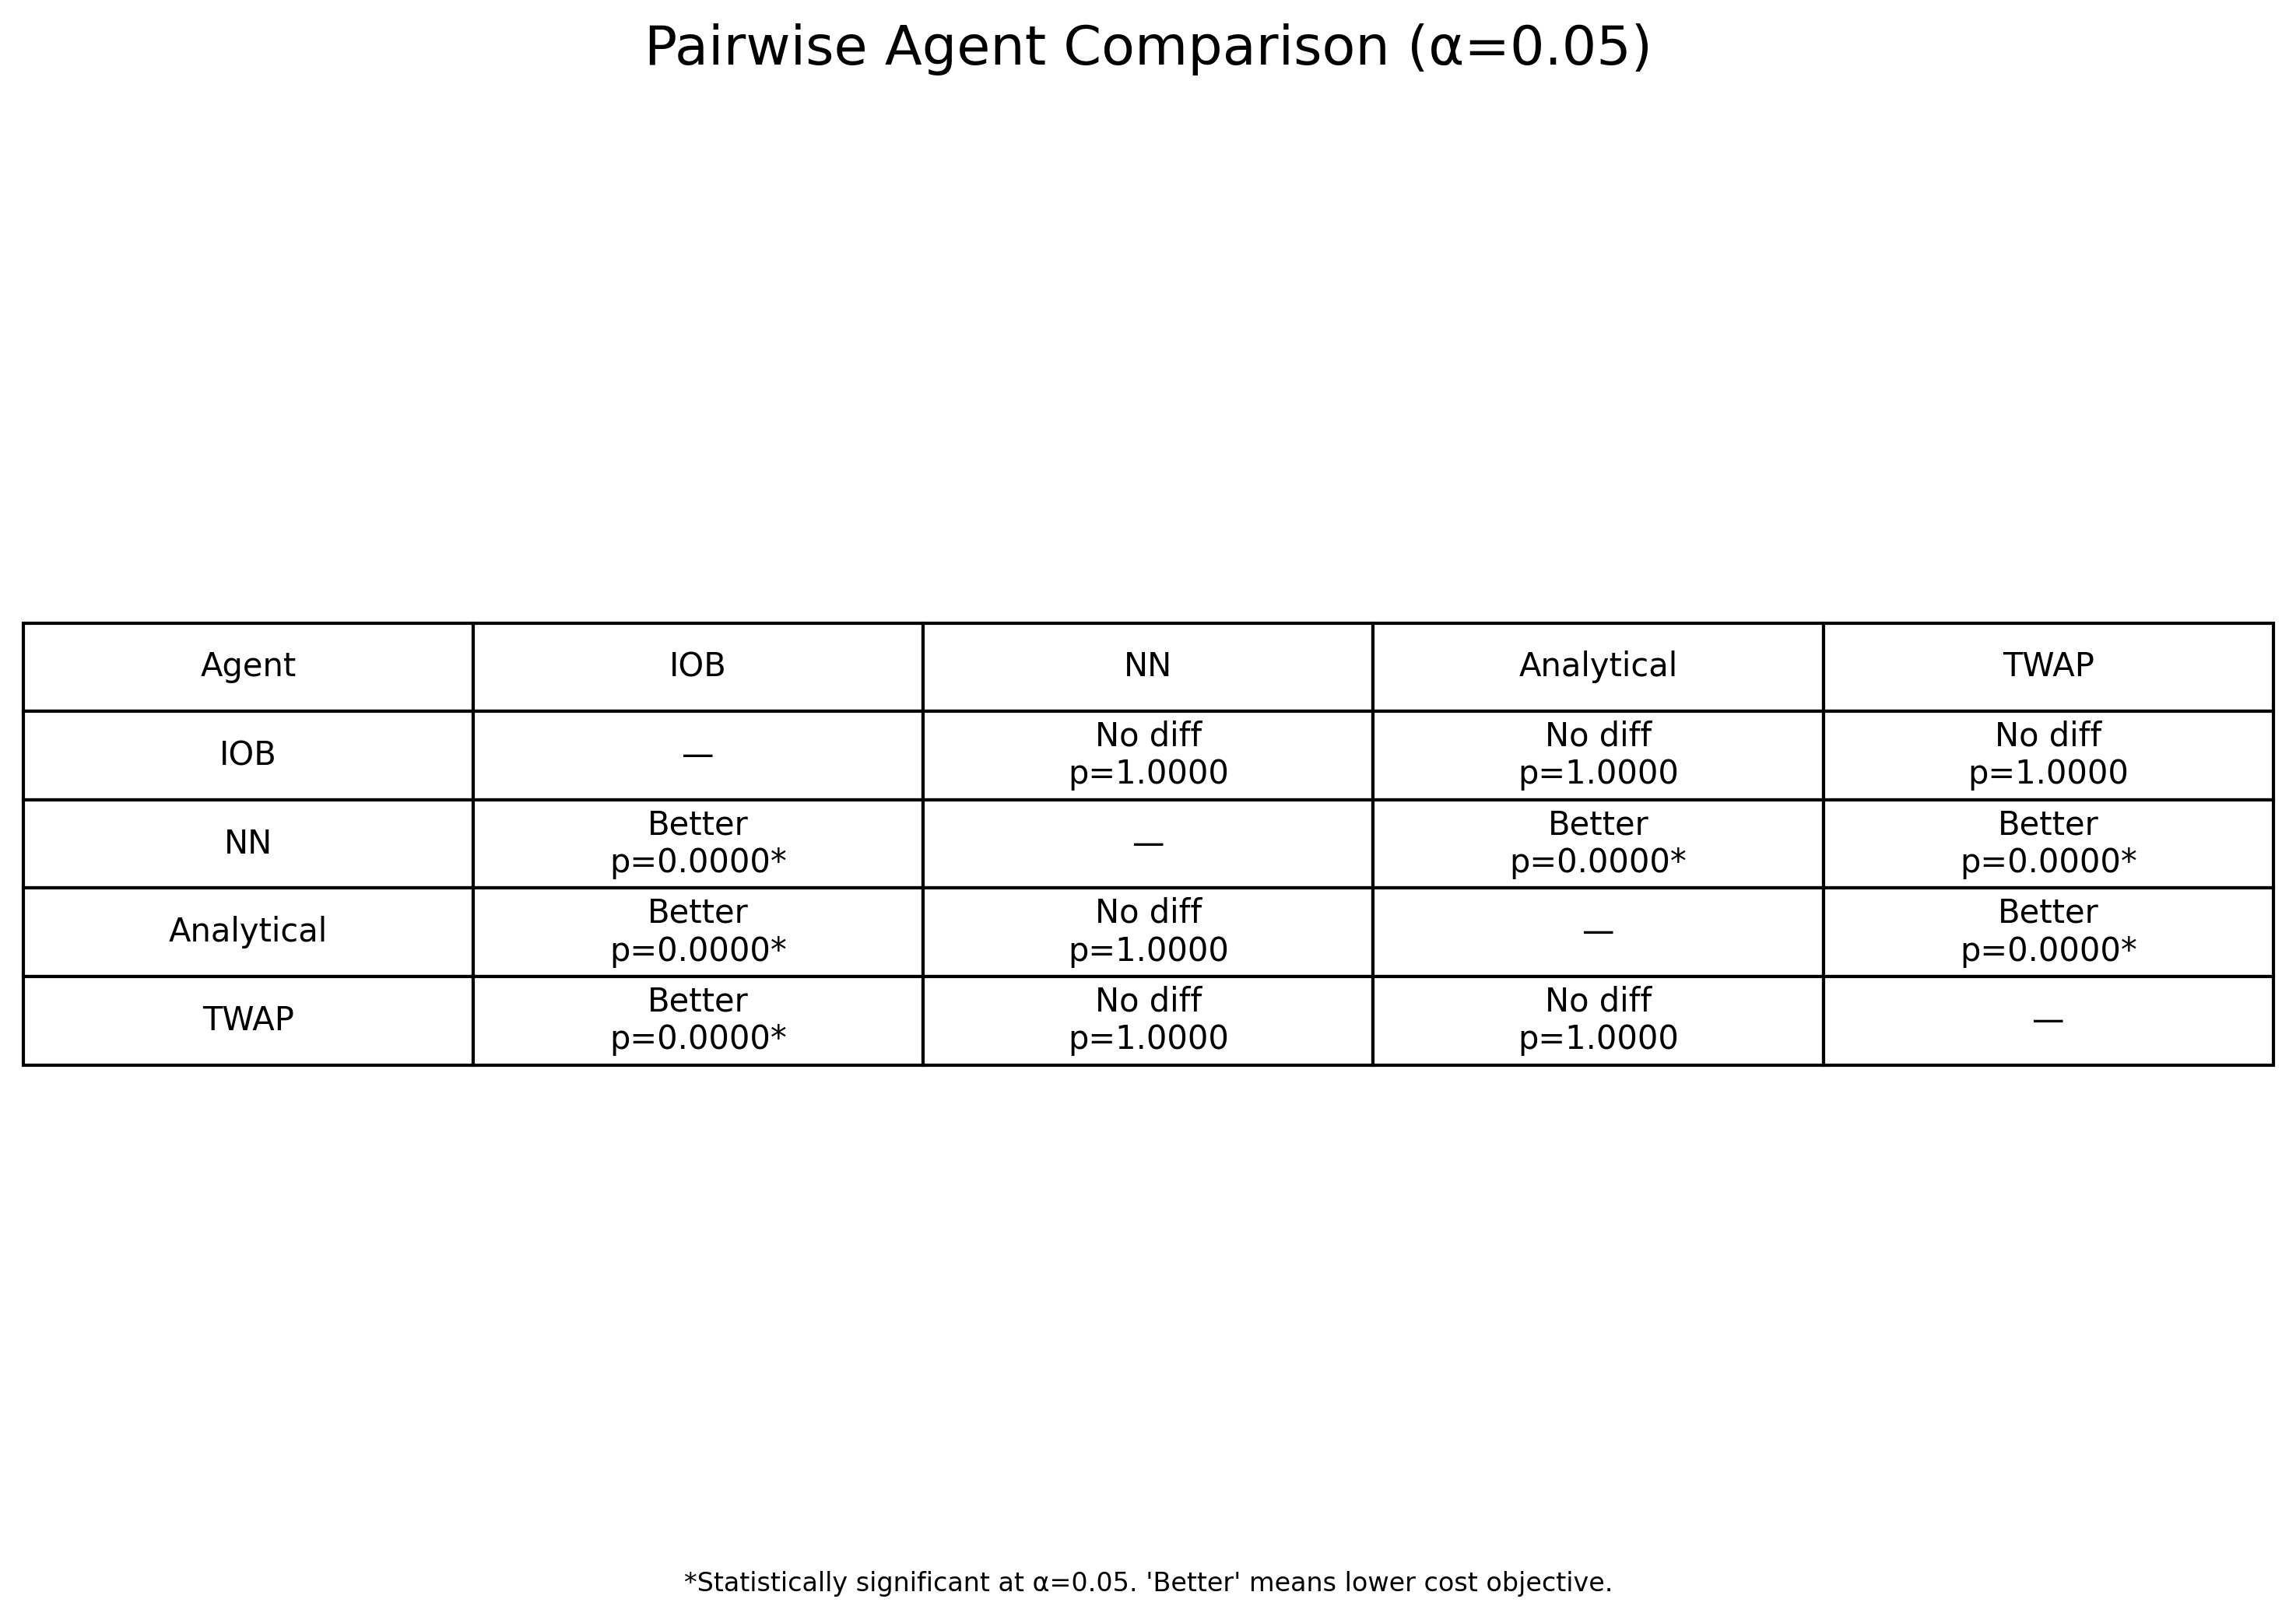 Pairwise Agent Comparison (α=0.05)
Agent IOB NN Analytical TWAP
IOB — No diff p=1.0000 No diff p=1.0000 No diff p=1.0000
NN Better p=0.0000* — Better p=0.0000* Better p=0.0000*
Analytical Better p=0.0000* No diff p=1.0000 — Better p=0.0000*
TWAP Better p=0.0000* No diff p=1.0000 No diff p=1.0000 —
*Statistically significant at α=0.05. 'Better' means lower cost objective.